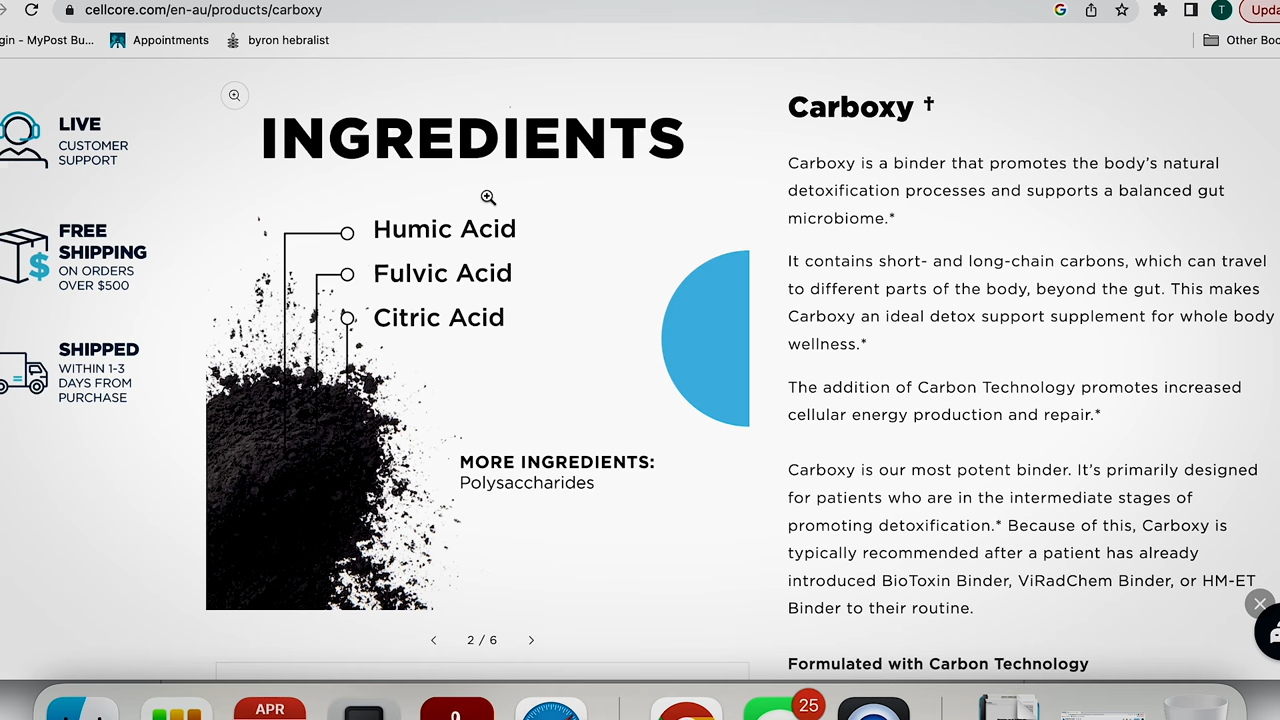 cellcore.com/en-au/products/carboxy
T
Upda
gin - MyPost Bu...
Appointments
byron hebralist
Other Boo
LIVE
CUSTOMER
SUPPORT
FREE
SHIPPING
ON ORDERS
OVER $500
SHIPPED
WITHIN 1-3
DAYS FROM
PURCHASE
INGREDIENTS
Humic Acid
Fulvic Acid
Citric Acid
MORE INGREDIENTS:
Polysaccharides
2 / 6
Carboxy †
Carboxy is a binder that promotes the body’s natural
detoxification processes and supports a balanced gut
microbiome.*
It contains short- and long-chain carbons, which can travel
to different parts of the body, beyond the gut. This makes
Carboxy an ideal detox support supplement for whole body
wellness.*
The addition of Carbon Technology promotes increased
cellular energy production and repair.*
Carboxy is our most potent binder. It’s primarily designed
for patients who are in the intermediate stages of
promoting detoxification.* Because of this, Carboxy is
typically recommended after a patient has already
introduced BioToxin Binder, ViRadChem Binder, or HM-ET
Binder to their routine.
Formulated with Carbon Technology
APR
25